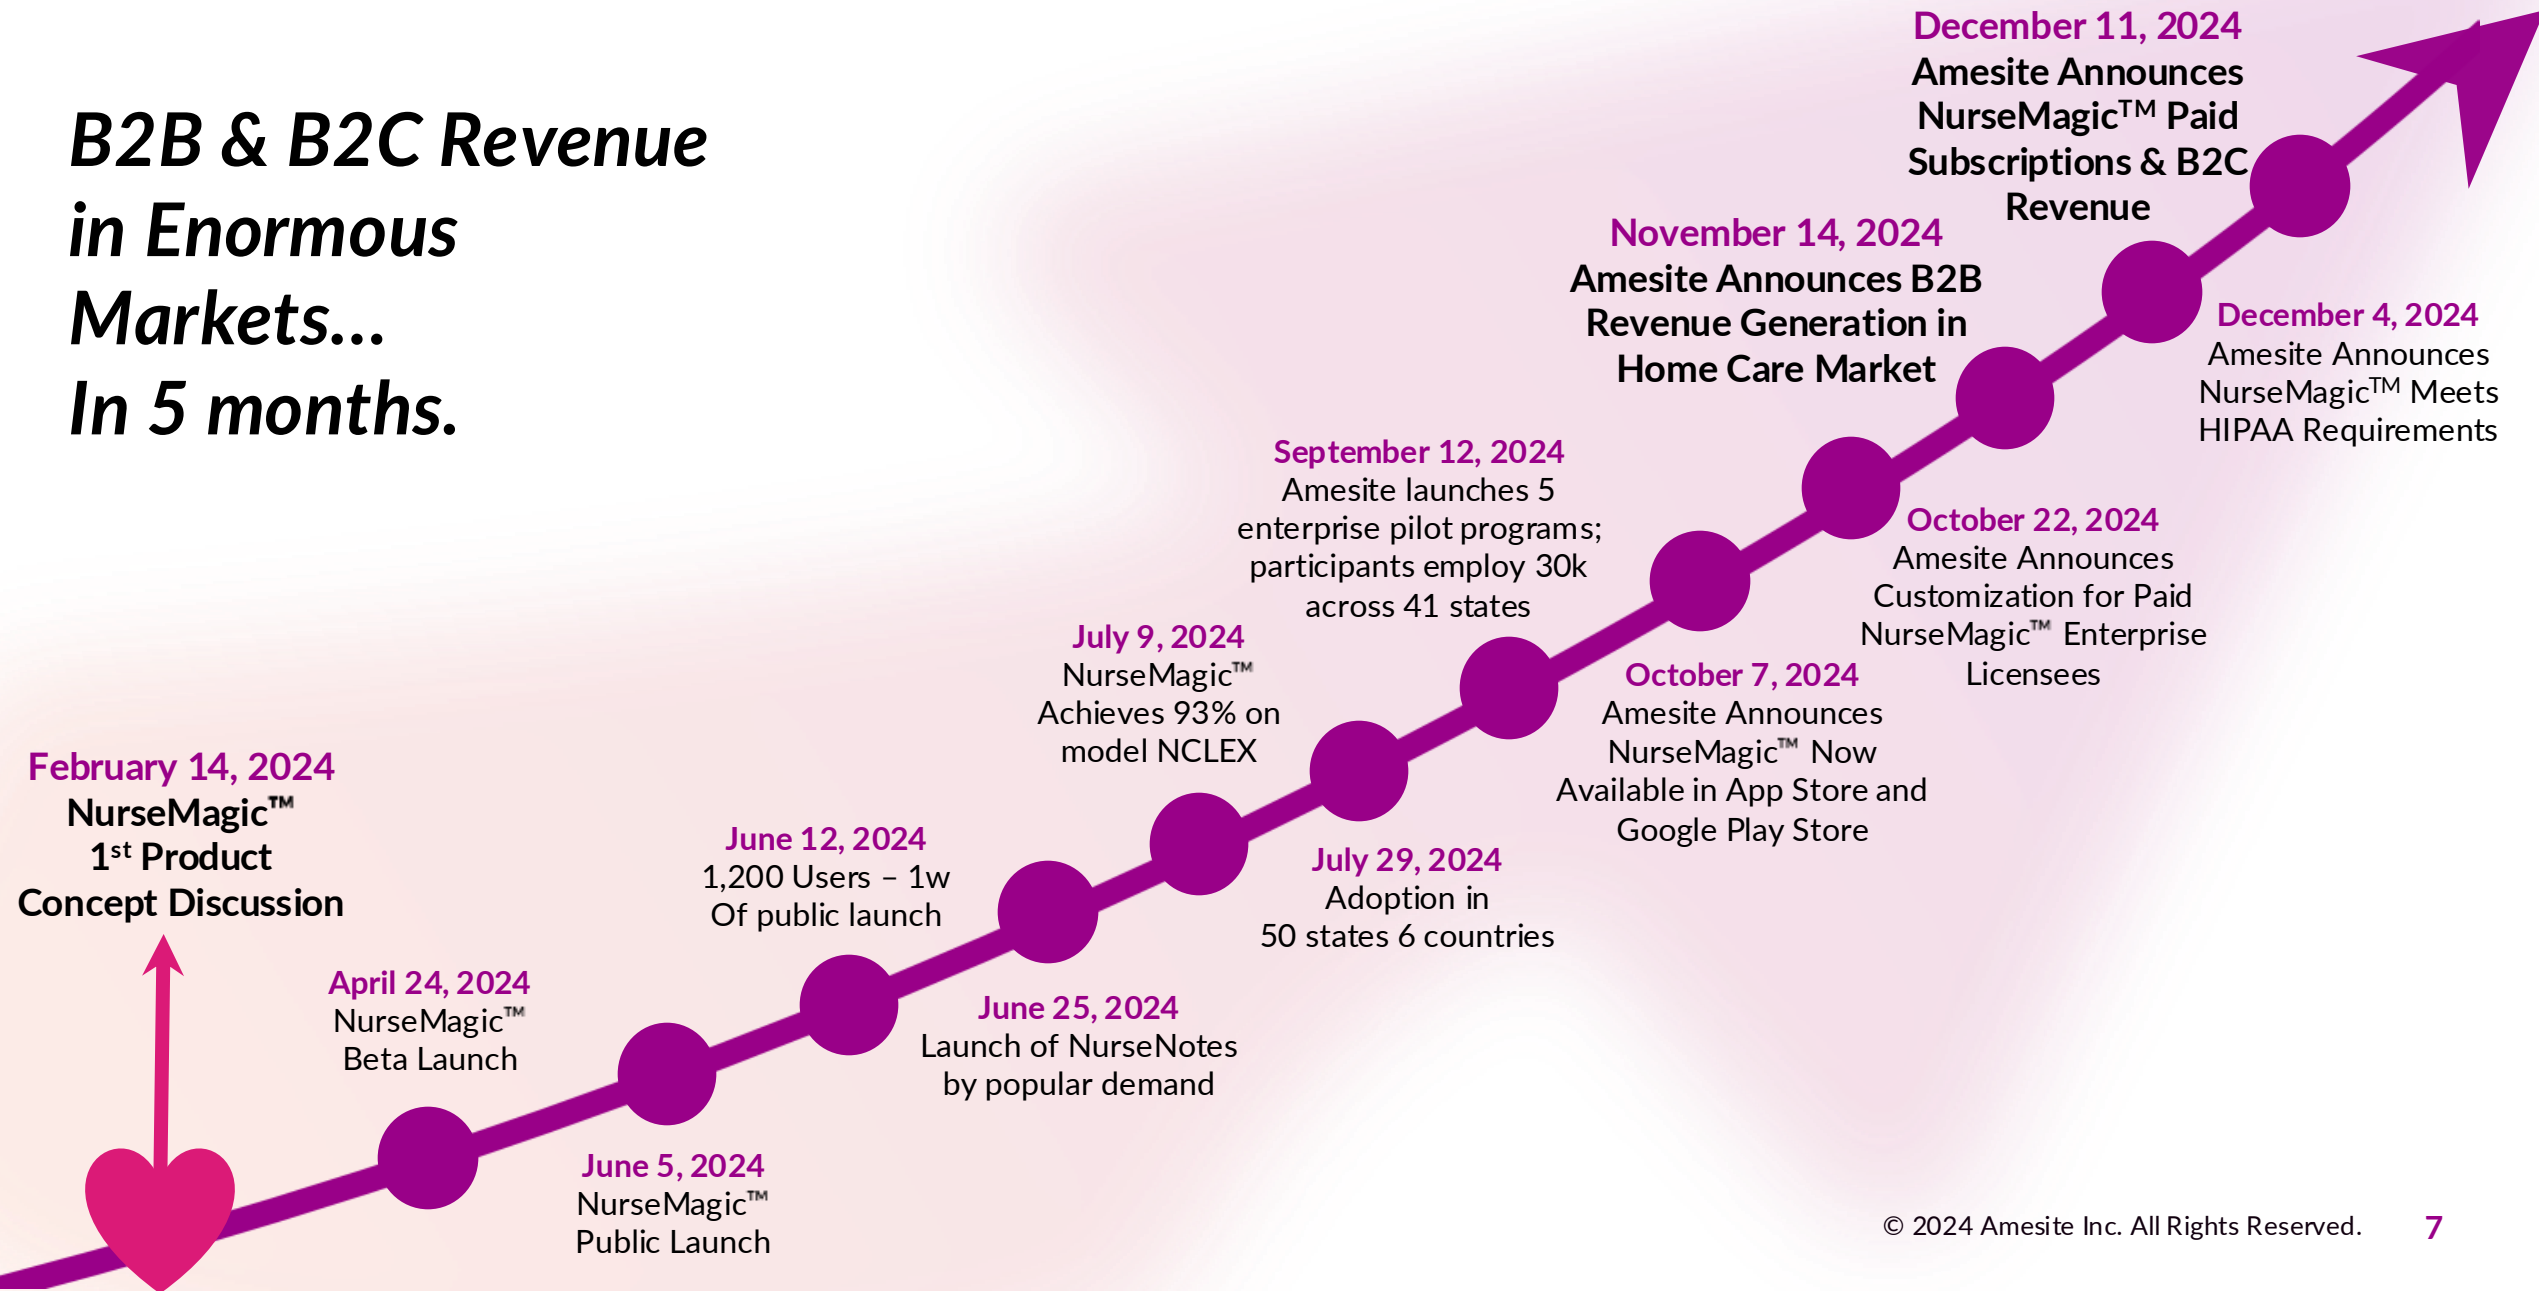 B2B & B2C Revenue
in Enormous
Markets...
In 5 months.
February 14, 2024
NurseMagic™
1st Product
Concept Discussion
April 24, 2024
NurseMagic™
Beta Launch
June 5, 2024
NurseMagic™
Public Launch
June 12, 2024
1,200 Users – 1w
Of public launch
June 25, 2024
Launch of NurseNotes
by popular demand
July 9, 2024
NurseMagic™
Achieves 93% on
model NCLEX
July 29, 2024
Adoption in
50 states 6 countries
September 12, 2024
Amesite launches 5
enterprise pilot programs;
participants employ 30k
across 41 states
October 7, 2024
Amesite Announces
NurseMagic™ Now
Available in App Store and
Google Play Store
October 22, 2024
Amesite Announces
Customization for Paid
NurseMagic™ Enterprise
Licensees
November 14, 2024
Amesite Announces B2B
Revenue Generation in
Home Care Market
December 4, 2024
Amesite Announces
NurseMagic™ Meets
HIPAA Requirements
December 11, 2024
Amesite Announces
NurseMagic™ Paid
Subscriptions & B2C
Revenue
© 2024 Amesite Inc. All Rights Reserved. 7